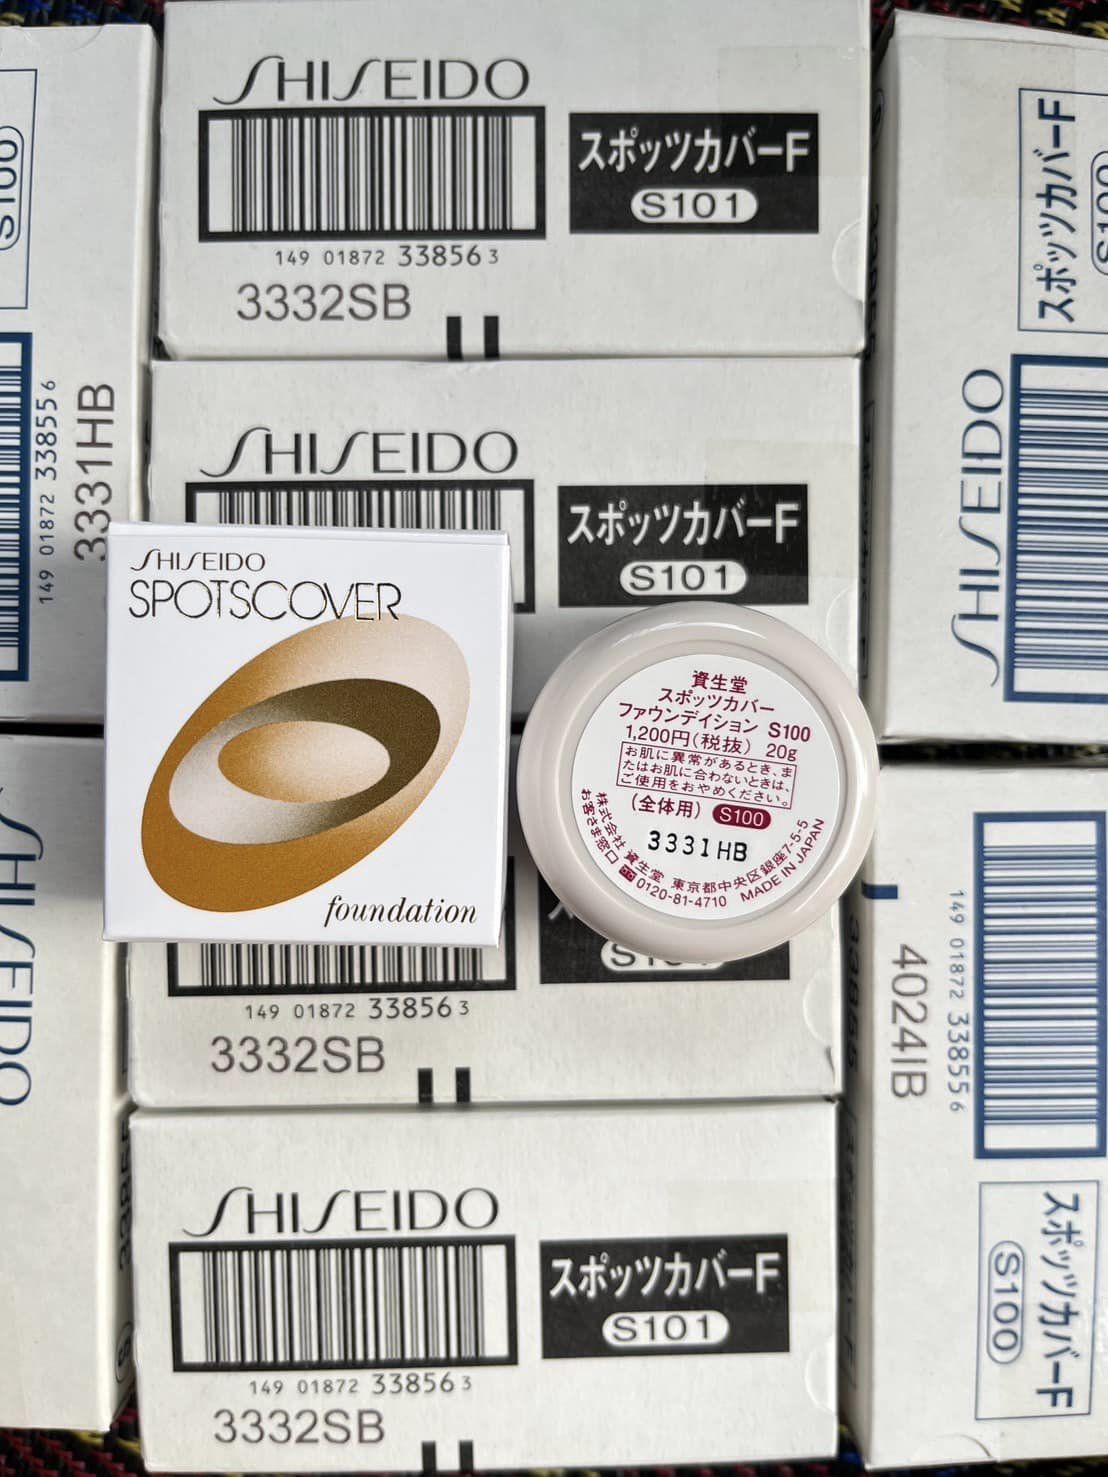 SHISEIDO
スポッツカバーF
S101
149 01872 33856 3
3332SB
S100
149 01872 33855 6
3331HB
スポッツカバーF
S100
SHISEIDO
SHISEIDO
スポッツカバーF
S101
SHISEIDO
SPOTSCOVER
foundation
資生堂
スポッツカバー
ファウンデイション S100
1,200円(税抜) 20g
お肌に異常があるとき、ま
たはお肌に合わないときは、
ご使用をおやめください。
(全体用) S100
3331HB
株式会社 資生堂 東京都中央区銀座7-5-5
お客さま窓口 0120-81-4710 MADE IN JAPAN
149 01872 33856 3
3332SB
SHISEIDO
4024IB
149 01872 33855 6
スポッツカバーF
S100
SHISEIDO
スポッツカバーF
S101
149 01872 33856 3
3332SB